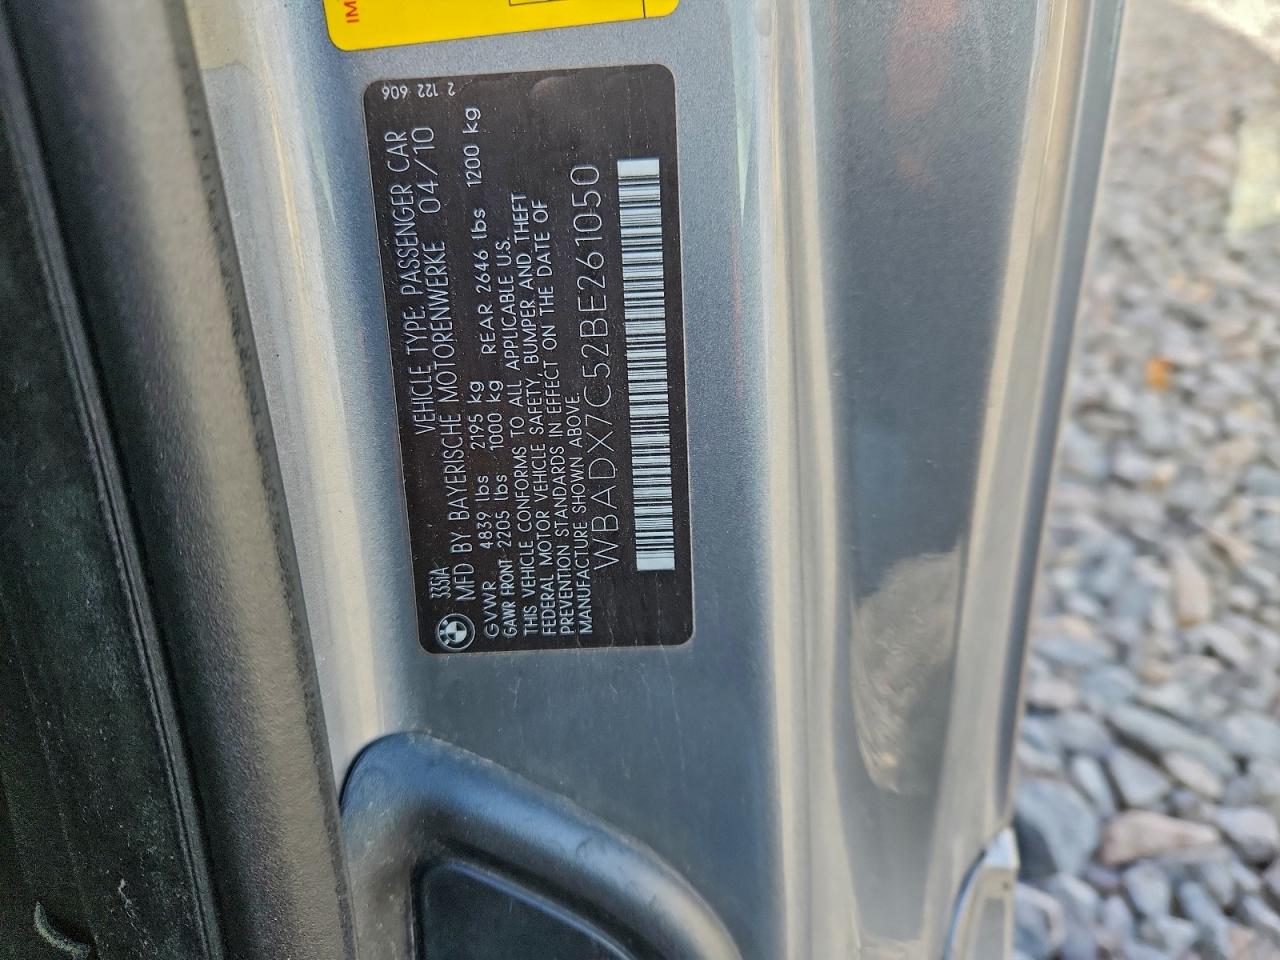 IM
2 122 606
335iA VEHICLE TYPE. PASSENGER CAR
MFD BY BAYERISCHE MOTORENWERKE 04/10
GVWR 4839 lbs 2195 kg REAR 2646 lbs 1200 kg
GAWR FRONT 2205 lbs 1000 kg
THIS VEHICLE CONFORMS TO ALL APPLICABLE U.S.
FEDERAL MOTOR VEHICLE SAFETY, BUMPER AND THEFT
PREVENTION STANDARDS IN EFFECT ON THE DATE OF
MANUFACTURE SHOWN ABOVE.
WBADX7C52BE261050